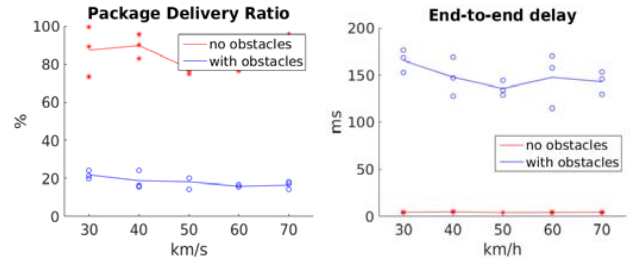 Package Delivery Ratio
100
80
60
40
20
0
%
no obstacles
with obstacles
30 40 50 60 70
km/s
End-to-end delay
200
150
100
50
0
ms
no obstacles
with obstacles
30 40 50 60 70
km/h